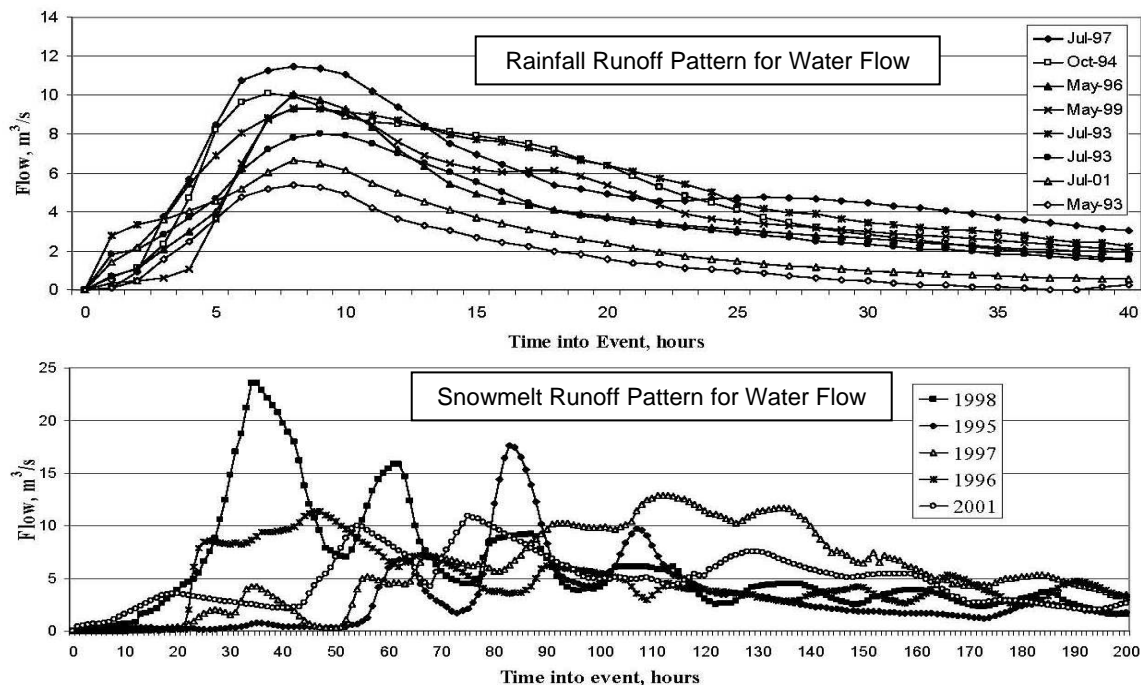 Rainfall Runoff Pattern for Water Flow
Flow, m³/s
14
12
10
8
6
4
2
0
0 5 10 15 20 25 30 35 40
Time into Event, hours
Jul-97
Oct-94
May-96
May-99
Jul-93
Jul-93
Jul-01
May-93
Snowmelt Runoff Pattern for Water Flow
Flow, m³/s
25
20
15
10
5
0
0 10 20 30 40 50 60 70 80 90 100 110 120 130 140 150 160 170 180 190 200
Time into event, hours
1998
1995
1997
1996
2001